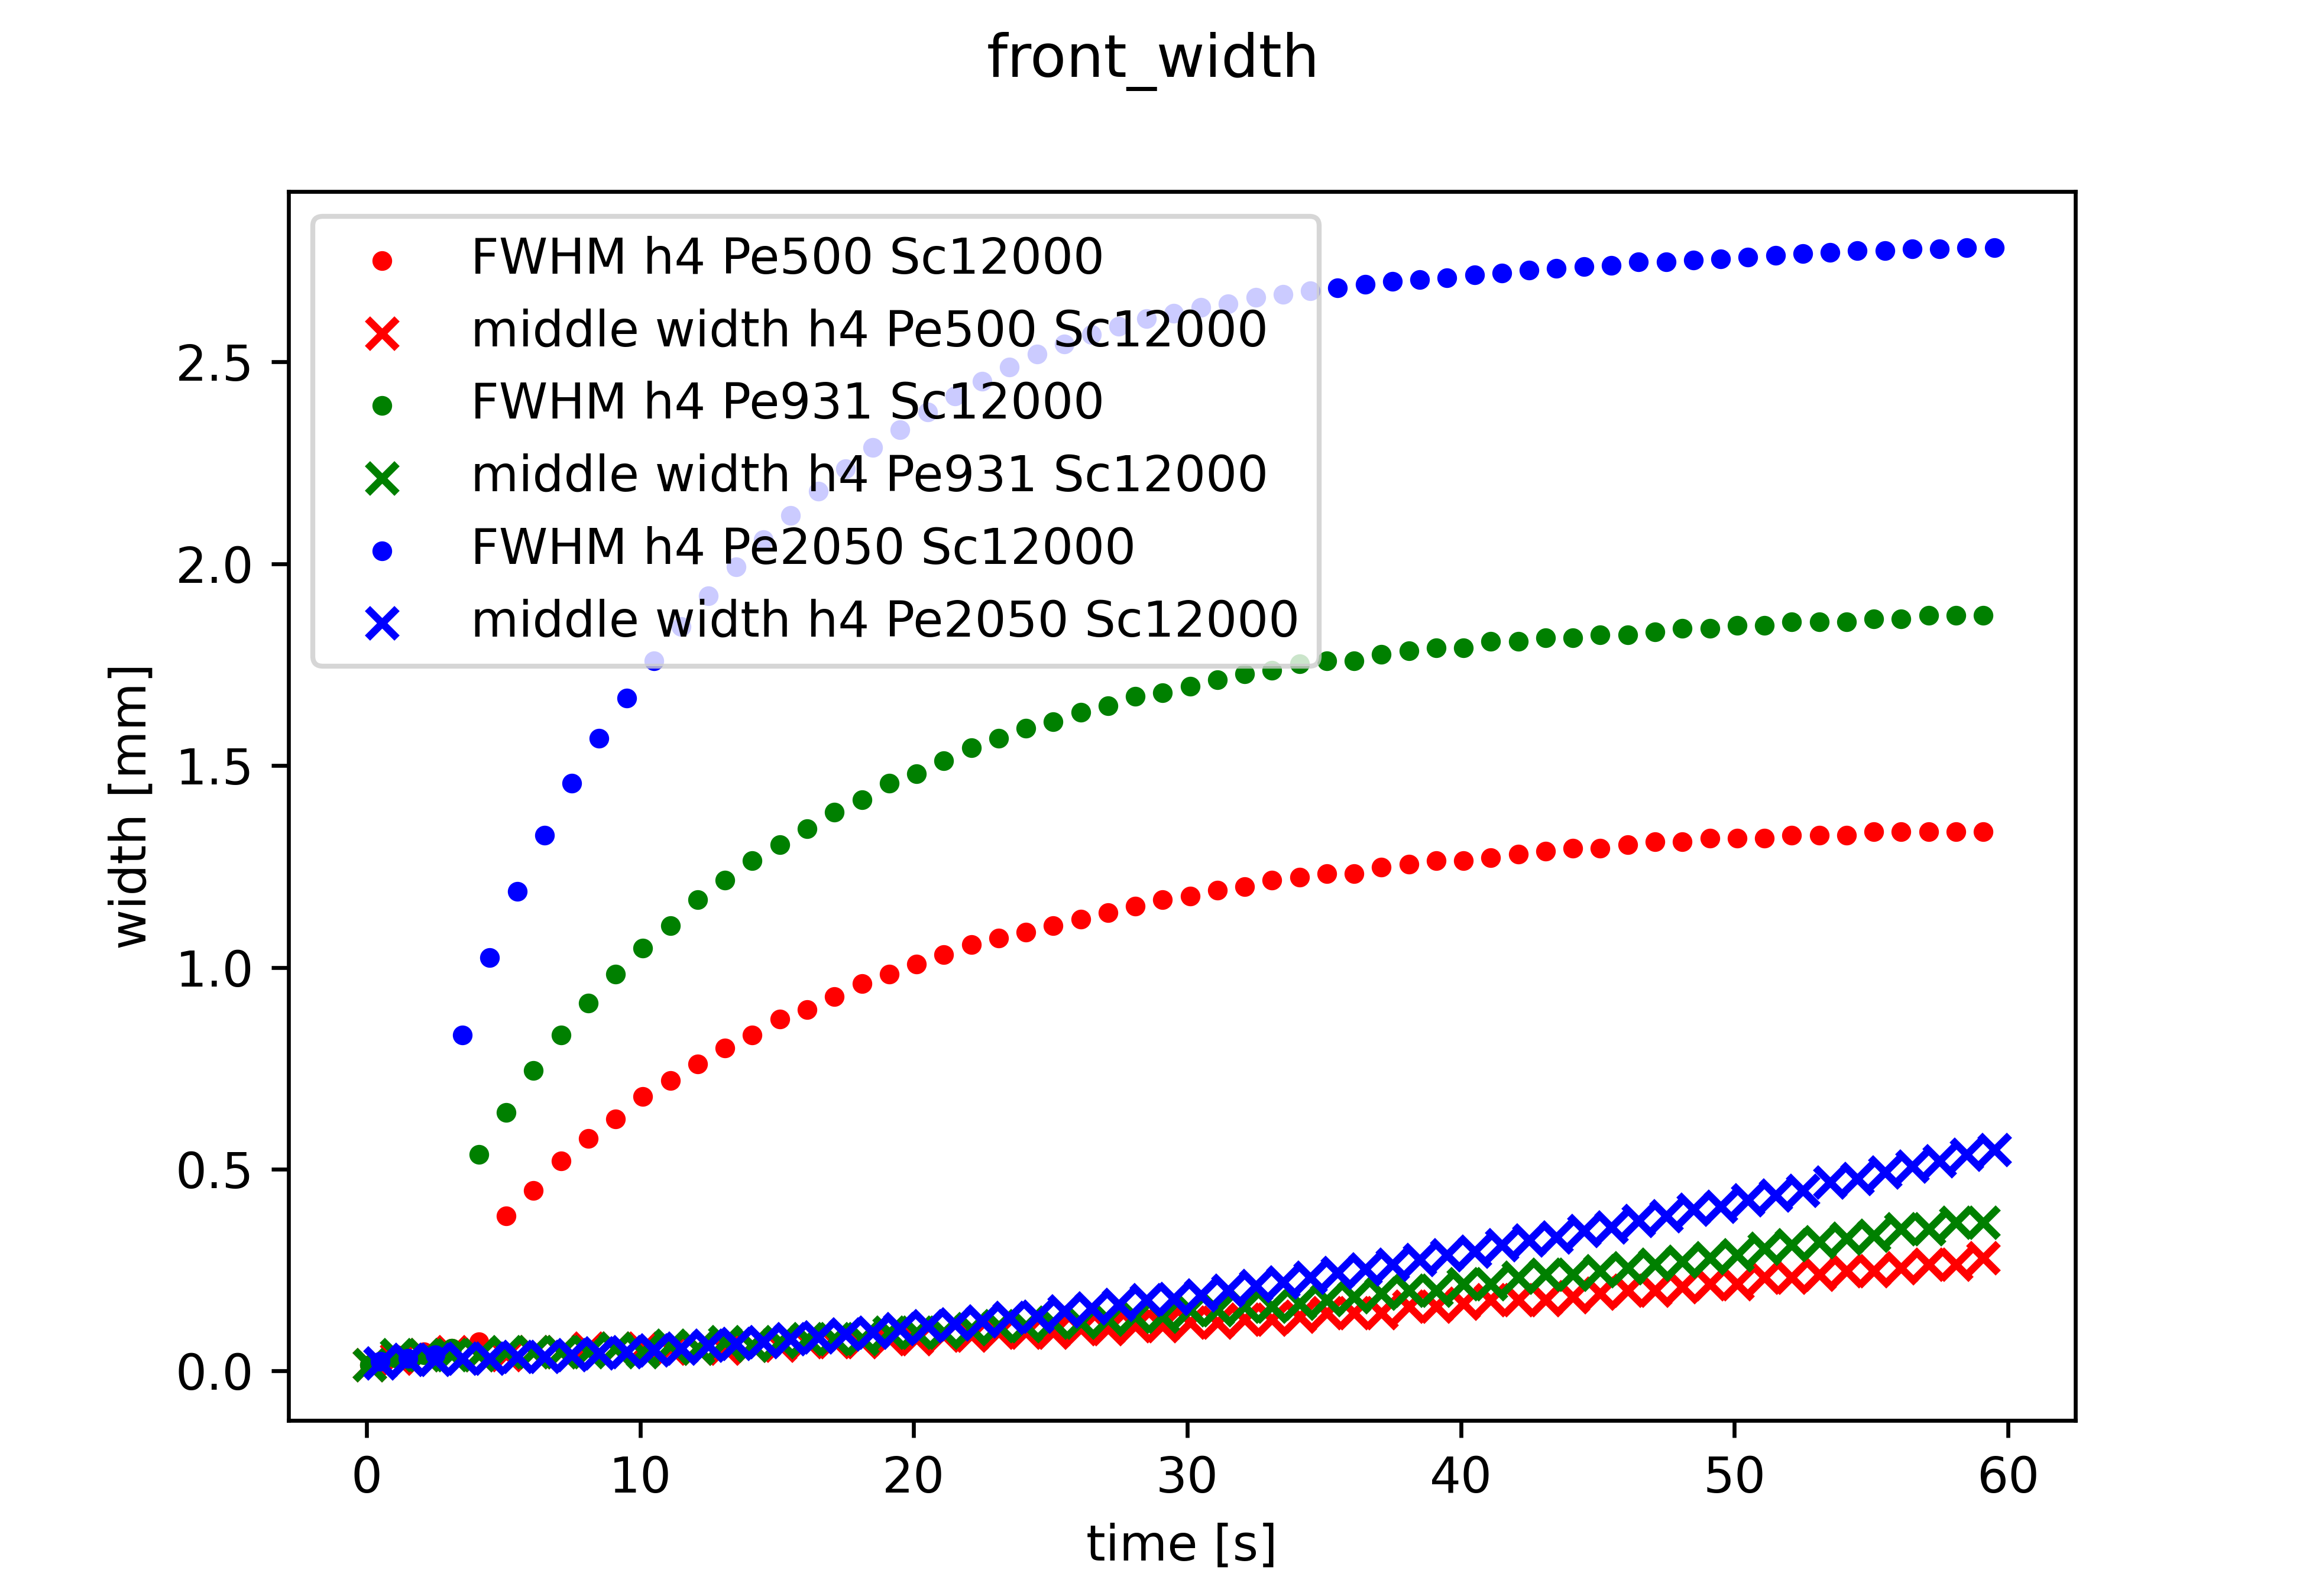 front_width
FWHM h4 Pe500 Sc12000
middle width h4 Pe500 Sc12000
FWHM h4 Pe931 Sc12000
middle width h4 Pe931 Sc12000
FWHM h4 Pe2050 Sc12000
middle width h4 Pe2050 Sc12000
width [mm]
2.5
2.0
1.5
1.0
0.5
0.0
0 10 20 30 40 50 60
time [s]